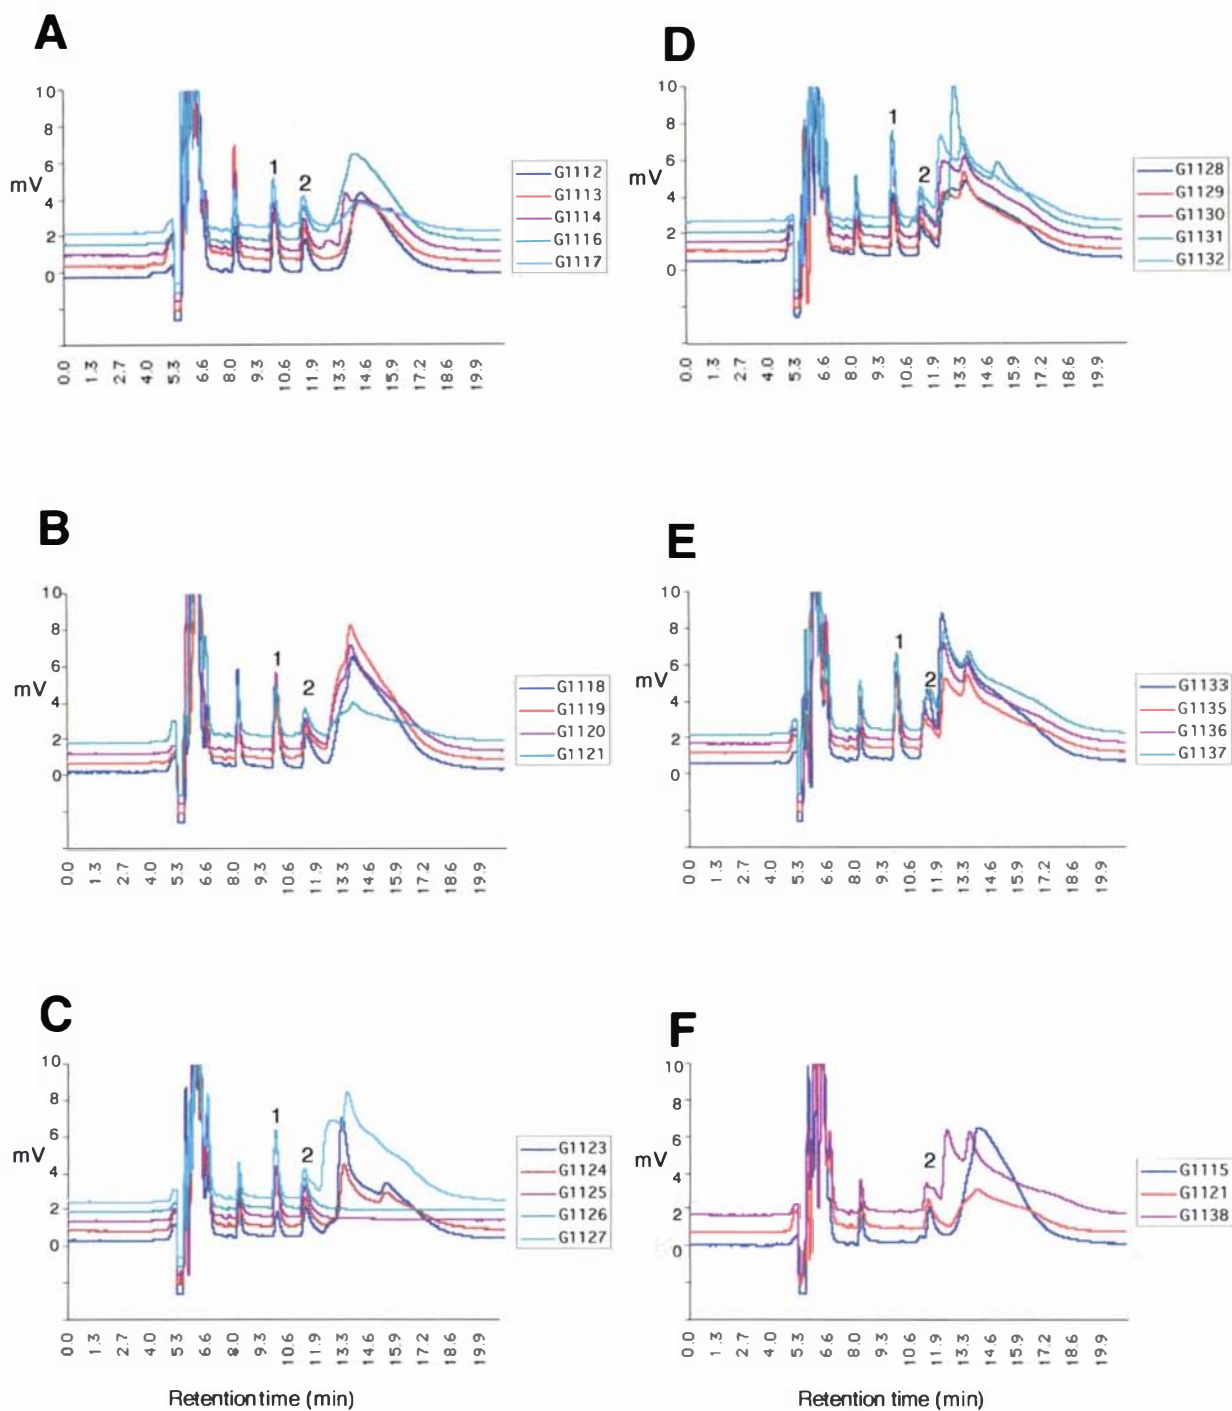 A
10
8
6
mV
4
2
0
1
2
G1112
G1113
G1114
G1116
G1117
0.0 1.3 2.7 4.0 5.3 6.6 8.0 9.3 10.6 11.9 13.3 14.6 15.9 17.2 18.6 19.9
D
10
8
6
mV
4
2
0
1
2
G1128
G1129
G1130
G1131
G1132
0.0 1.3 2.7 4.0 5.3 6.6 8.0 9.3 10.6 11.9 13.3 14.6 15.9 17.2 18.6 19.9
B
10
8
6
mV
4
2
0
1
2
G1118
G1119
G1120
G1121
0.0 1.3 2.7 4.0 5.3 6.6 8.0 9.3 10.6 11.9 13.3 14.6 15.9 17.2 18.6 19.9
E
10
8
6
mV
4
2
0
1
2
G1133
G1135
G1136
G1137
0.0 1.3 2.7 4.0 5.3 6.6 8.0 9.3 10.6 11.9 13.3 14.6 15.9 17.2 18.6 19.9
C
10
8
6
mV
4
2
0
1
2
G1123
G1124
G1125
G1126
G1127
0.0 1.3 2.7 4.0 5.3 6.6 8.0 9.3 10.6 11.9 13.3 14.6 15.9 17.2 18.6 19.9
Retention time (min)
F
10
8
6
mV
4
2
0
2
G1115
G1121
G1138
0.0 1.3 2.7 4.0 5.3 6.6 8.0 9.3 10.6 11.9 13.3 14.6 15.9 17.2 18.6 19.9
Retention time (min)